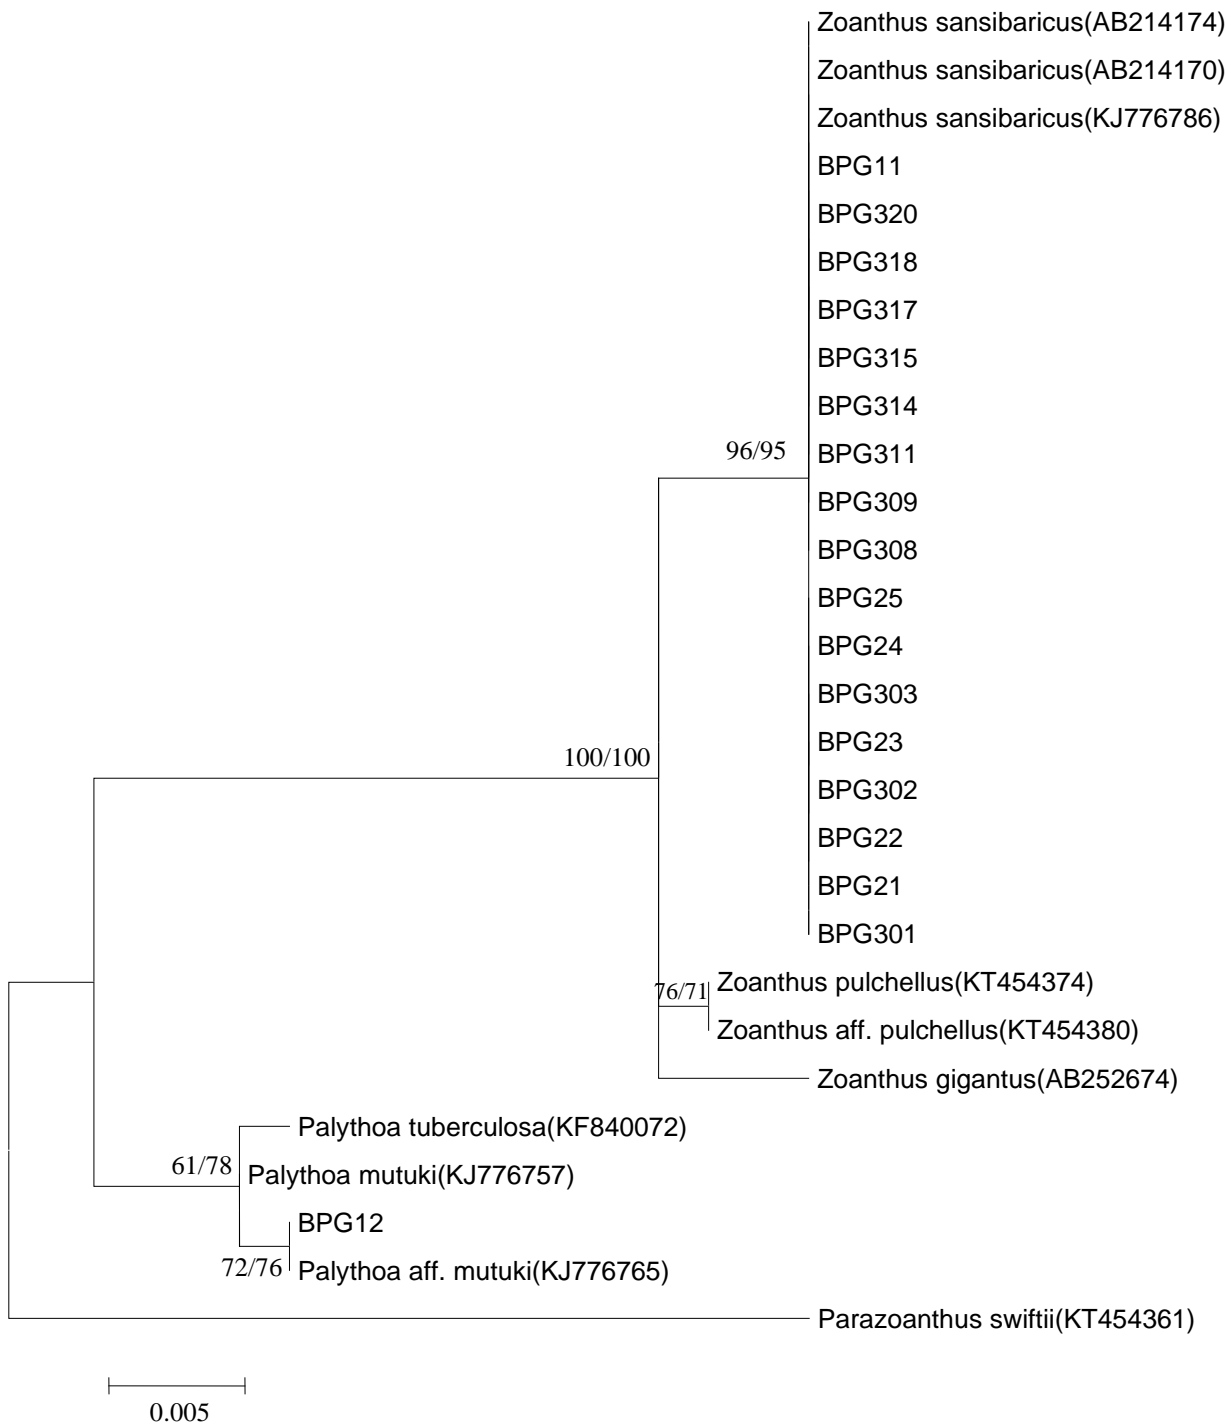 Zoanthus sansibaricus(AB214174)
Zoanthus sansibaricus(AB214170)
Zoanthus sansibaricus(KJ776786)
BPG11
BPG320
BPG318
BPG317
BPG315
BPG314
96/95
BPG311
BPG309
BPG308
BPG25
BPG24
BPG303
BPG23
100/100
BPG302
BPG22
BPG21
BPG301
76/71
Zoanthus pulchellus(KT454374)
Zoanthus aff. pulchellus(KT454380)
Zoanthus gigantus(AB252674)
Palythoa tuberculosa(KF840072)
61/78
Palythoa mutuki(KJ776757)
BPG12
72/76
Palythoa aff. mutuki(KJ776765)
Parazoanthus swiftii(KT454361)
0.005